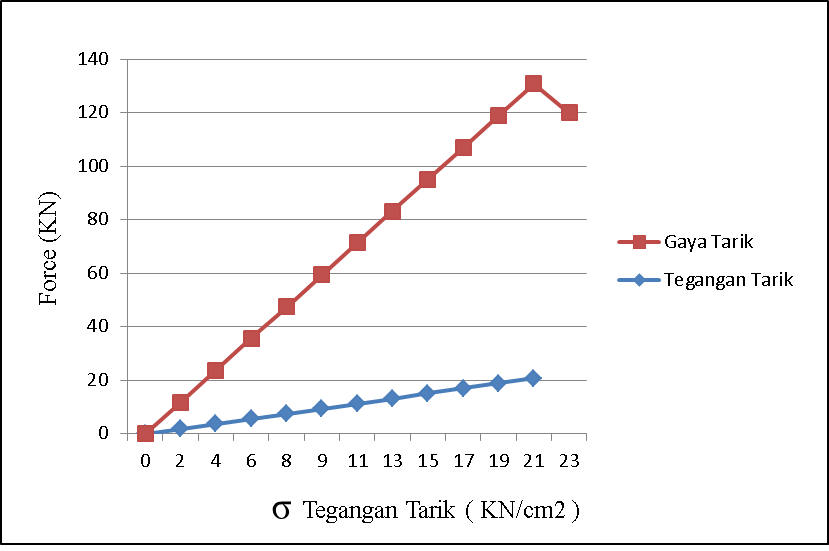 140
120
100
80
60
40
20
0
Force (KN)
0 2 4 6 8 9 11 13 15 17 19 21 23
σ Tegangan Tarik ( KN/cm2 )
Gaya Tarik
Tegangan Tarik